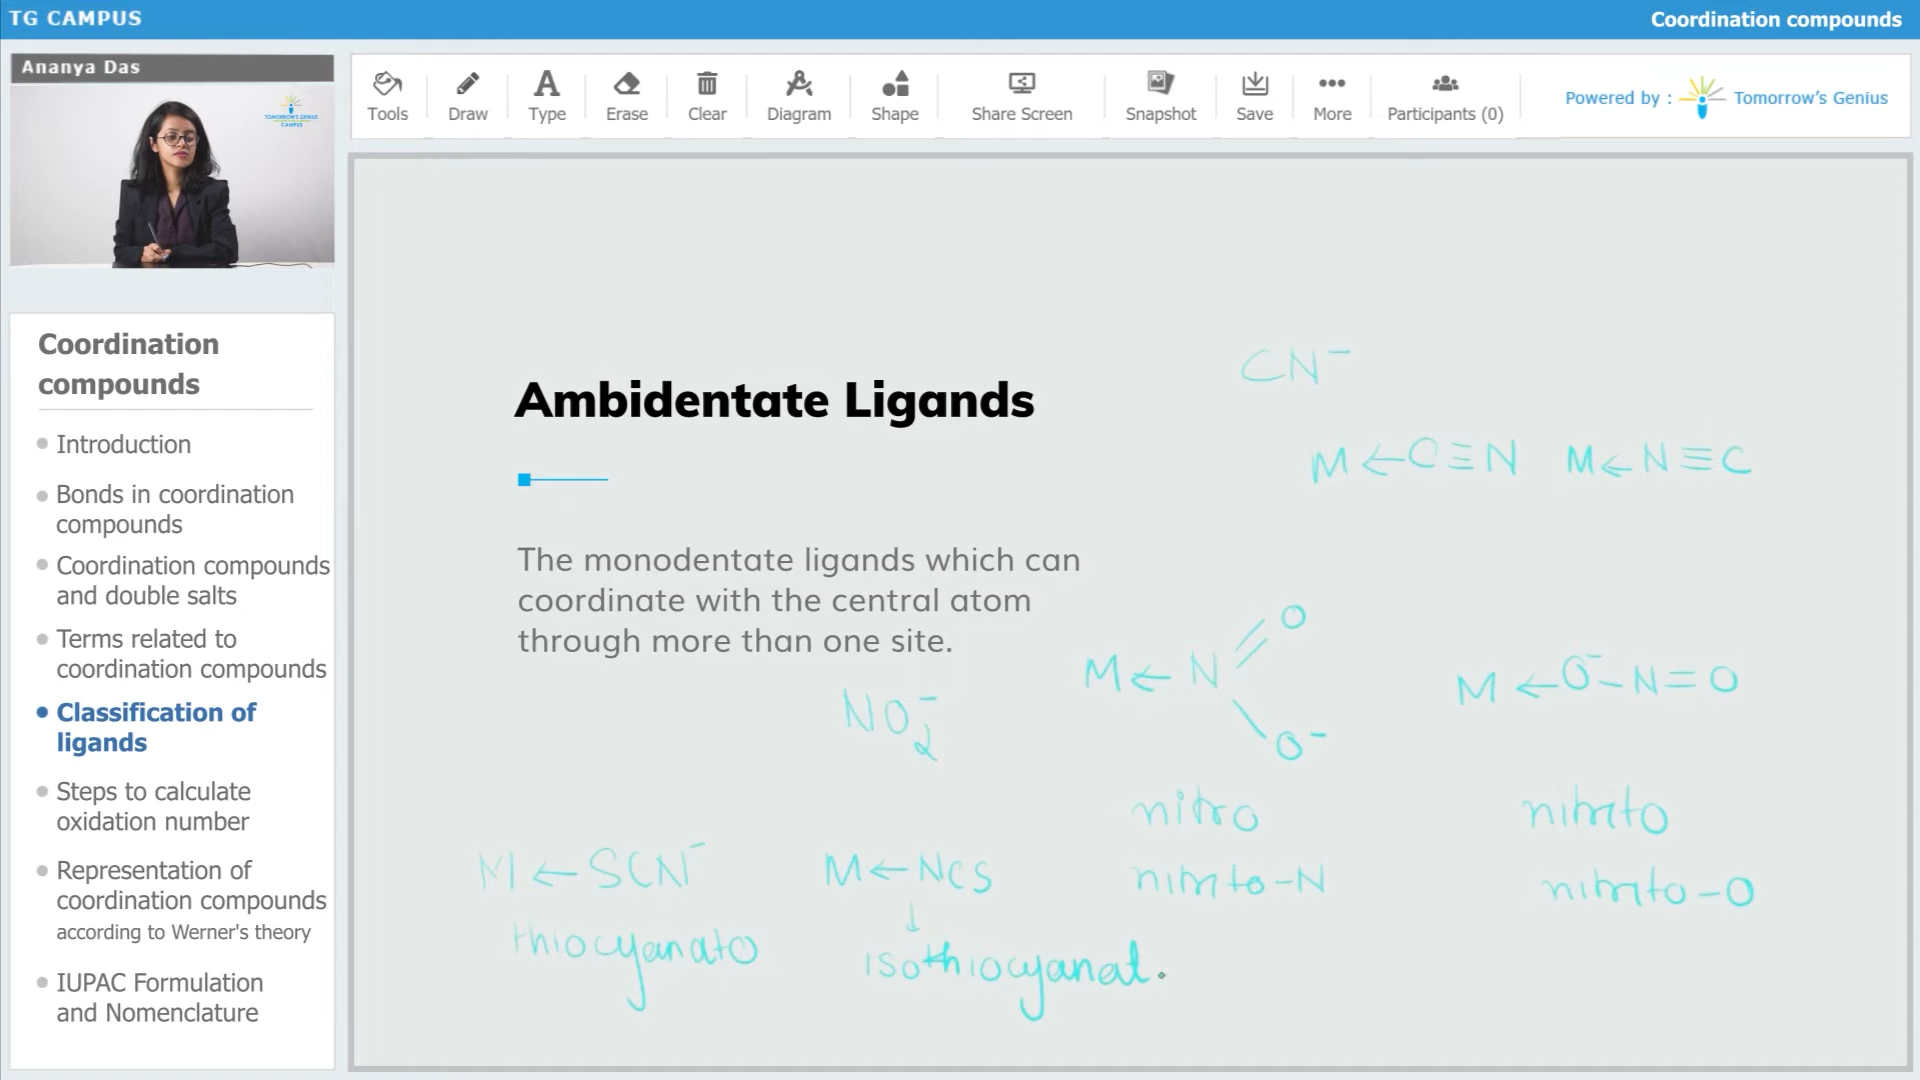 TG CAMPUS
Coordination compounds
Ananya Das
TOMORROW'S GENIUS
CAMPUS
Tools
Draw
Type
Erase
Clear
Diagram
Shape
Share Screen
Snapshot
Save
More
Participants (0)
Powered by : Tomorrow's Genius
Coordination
compounds
Introduction
Bonds in coordination
compounds
Coordination compounds
and double salts
Terms related to
coordination compounds
Classification of
ligands
Steps to calculate
oxidation number
Representation of
coordination compounds
according to Werner's theory
IUPAC Formulation
and Nomenclature
Ambidentate Ligands
The monodentate ligands which can
coordinate with the central atom
through more than one site.
CN⁻
M ← C≡N M ← N≡C
NO₂⁻
M ← N
O
O⁻
M ← O⁻–N=O
nitro
nitrito
nitrito-N
nitrito-O
M ← SCN⁻
M ← NCS
↓
thiocyanato
isothiocyanat